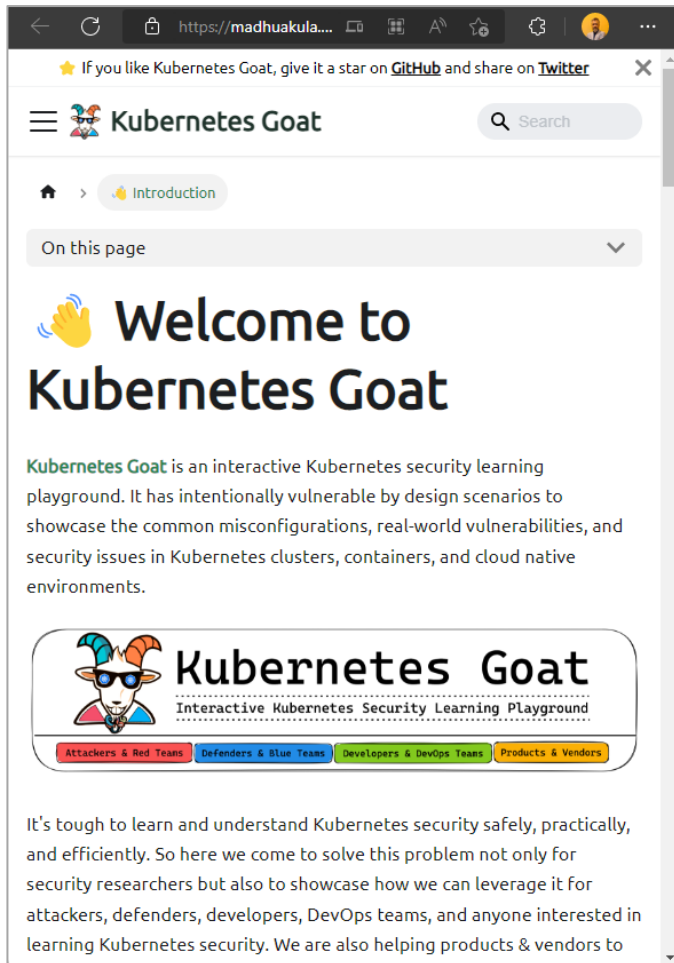 https://madhuakula....
⭐ If you like Kubernetes Goat, give it a star on GitHub and share on Twitter
Kubernetes Goat
Search
Introduction
On this page
👋 Welcome to
Kubernetes Goat
Kubernetes Goat is an interactive Kubernetes security learning
playground. It has intentionally vulnerable by design scenarios to
showcase the common misconfigurations, real-world vulnerabilities, and
security issues in Kubernetes clusters, containers, and cloud native
environments.
Kubernetes Goat
Interactive Kubernetes Security Learning Playground
Attackers & Red Teams
Defenders & Blue Teams
Developers & DevOps Teams
Products & Vendors
It's tough to learn and understand Kubernetes security safely, practically,
and efficiently. So here we come to solve this problem not only for
security researchers but also to showcase how we can leverage it for
attackers, defenders, developers, DevOps teams, and anyone interested in
learning Kubernetes security. We are also helping products & vendors to